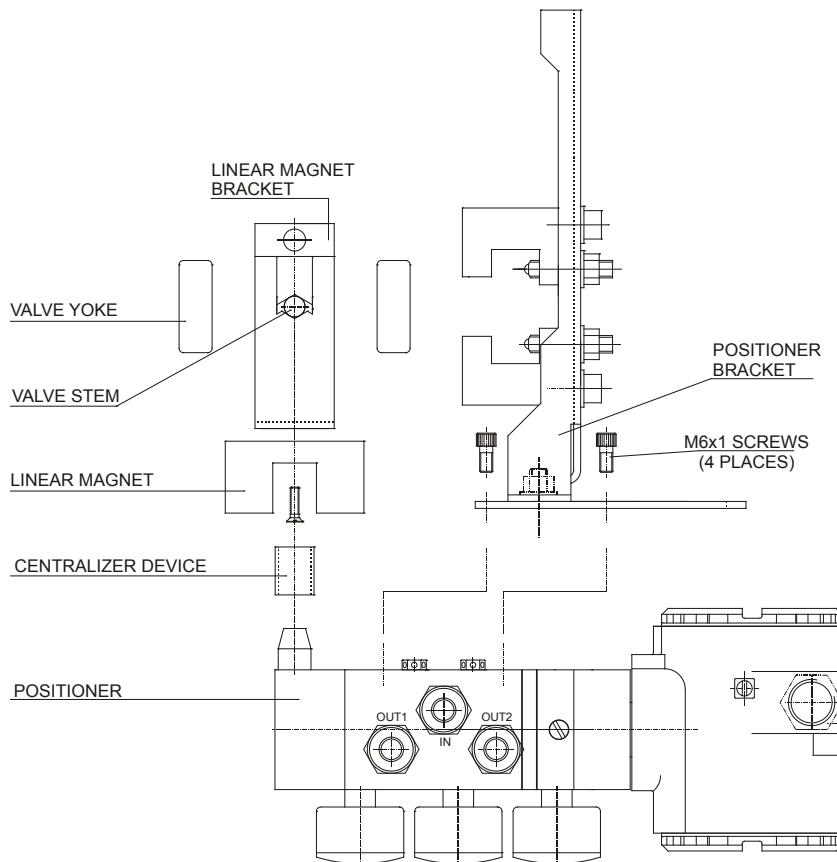 LINEAR MAGNET
BRACKET
VALVE YOKE
VALVE STEM
POSITIONER
BRACKET
M6x1 SCREWS
(4 PLACES)
LINEAR MAGNET
CENTRALIZER DEVICE
POSITIONER
OUT1
OUT2
IN